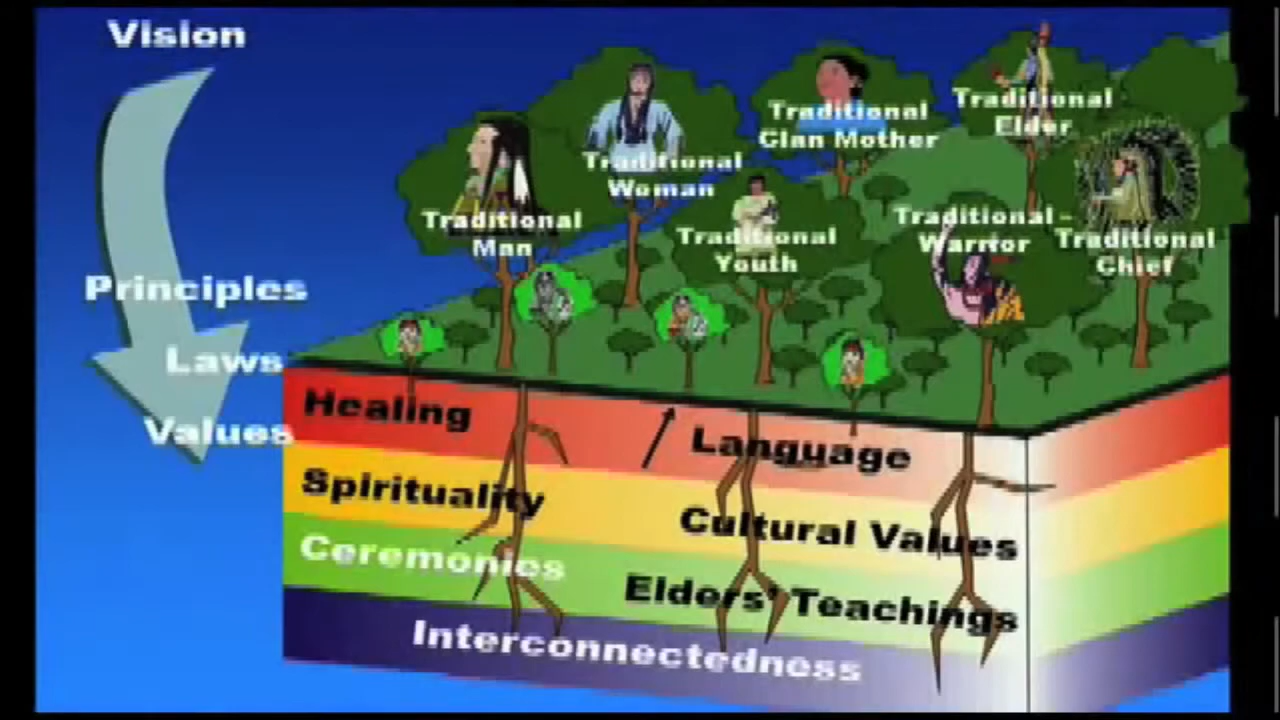 Vision
Traditional
Man
Traditional
Woman
Traditional
Clan Mother
Traditional
Elder
Traditional
Youth
Traditional
Warrior
Traditional
Chief
Principles
Laws
Values
Healing
Language
Spirituality
Cultural Values
Ceremonies
Elders' Teachings
Interconnectedness